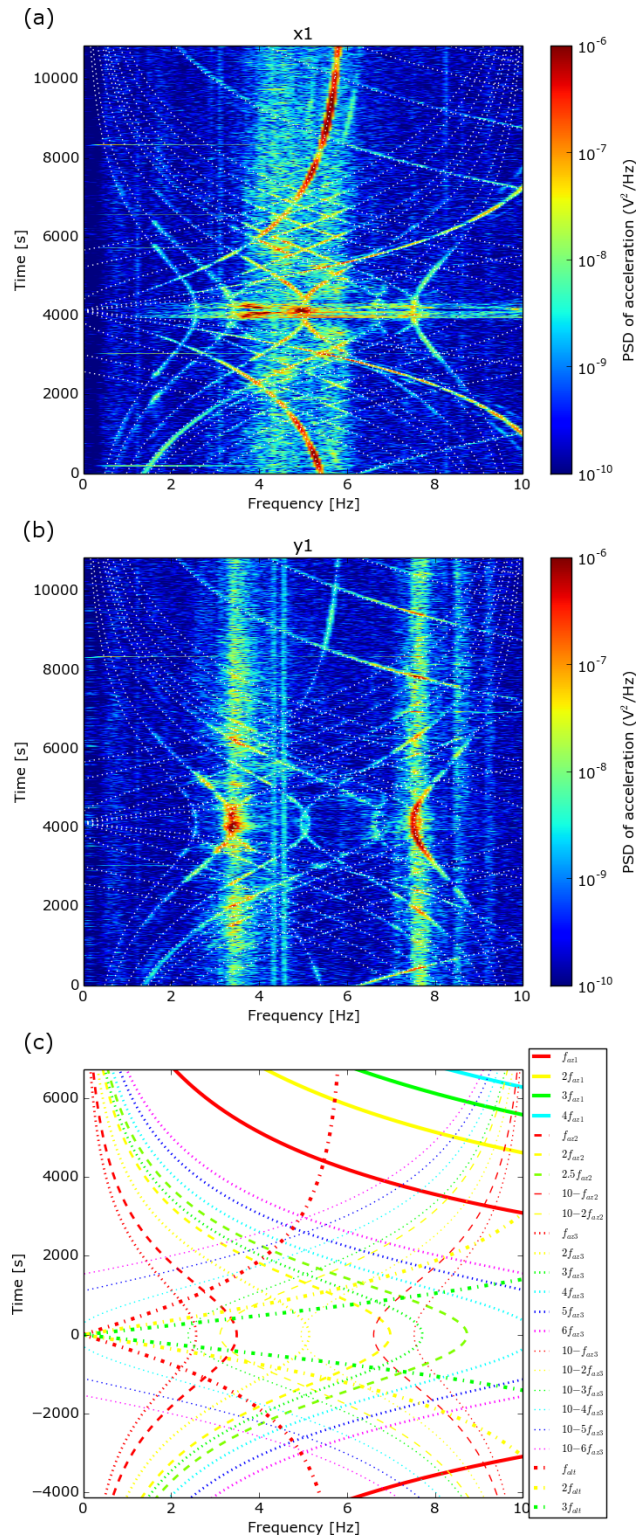 (a)
x1
10000
8000
6000
4000
2000
0
Time [s]
0 2 4 6 8 10
Frequency [Hz]
10⁻⁶
10⁻⁷
10⁻⁸
10⁻⁹
10⁻¹⁰
PSD of acceleration (V²/Hz)
(b)
y1
10000
8000
6000
4000
2000
0
Time [s]
0 2 4 6 8 10
Frequency [Hz]
10⁻⁶
10⁻⁷
10⁻⁸
10⁻⁹
10⁻¹⁰
PSD of acceleration (V²/Hz)
(c)
6000
4000
2000
0
−2000
−4000
Time [s]
0 2 4 6 8 10
Frequency [Hz]
f_az1
2f_az1
3f_az1
4f_az1
f_az2
2f_az2
2.5f_az2
10−f_az2
10−2f_az2
f_az3
2f_az3
3f_az3
4f_az3
5f_az3
6f_az3
10−f_az3
10−2f_az3
10−3f_az3
10−4f_az3
10−5f_az3
10−6f_az3
f_alt
2f_alt
3f_alt